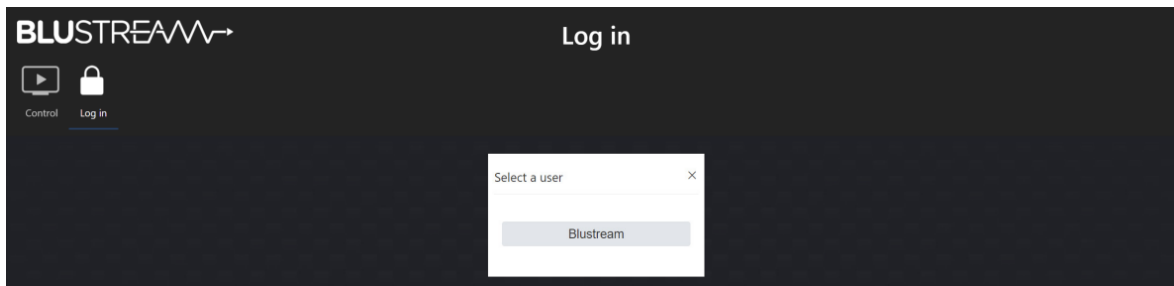 BLUSTREAM
Log in
Control
Log in
Select a user
Blustream